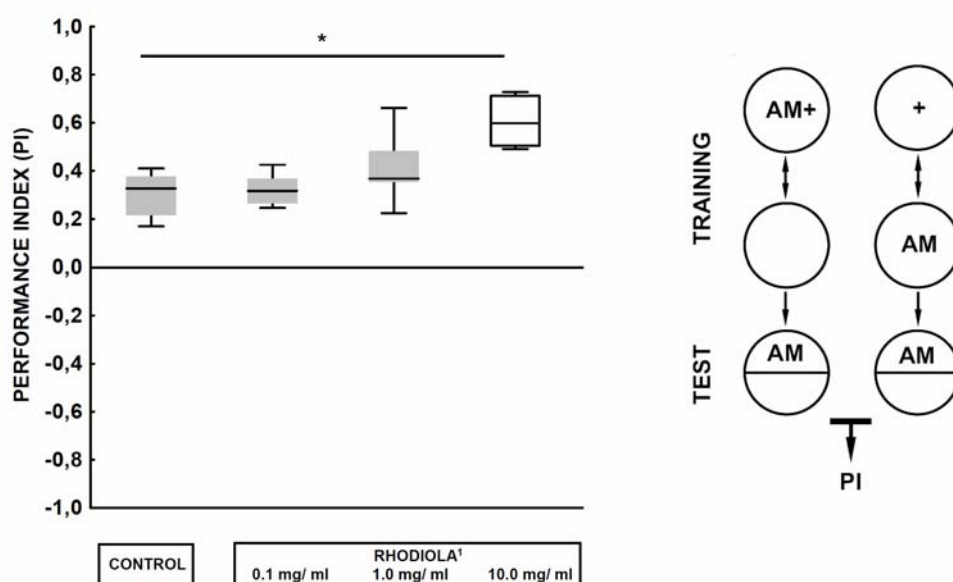 PERFORMANCE INDEX (PI)
1,0
0,8
0,6
0,4
0,2
0,0
-0,2
-0,4
-0,6
-0,8
-1,0
*
CONTROL
RHODIOLA¹
0.1 mg/ ml 1.0 mg/ ml 10.0 mg/ ml
TRAINING
AM+ +
AM
TEST
AM AM
PI